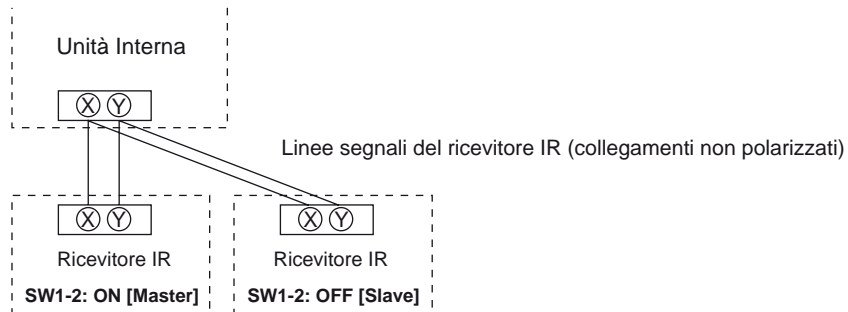 Unità Interna
X Y
Linee segnali del ricevitore IR (collegamenti non polarizzati)
X Y
X Y
Ricevitore IR
Ricevitore IR
SW1-2: ON [Master]
SW1-2: OFF [Slave]